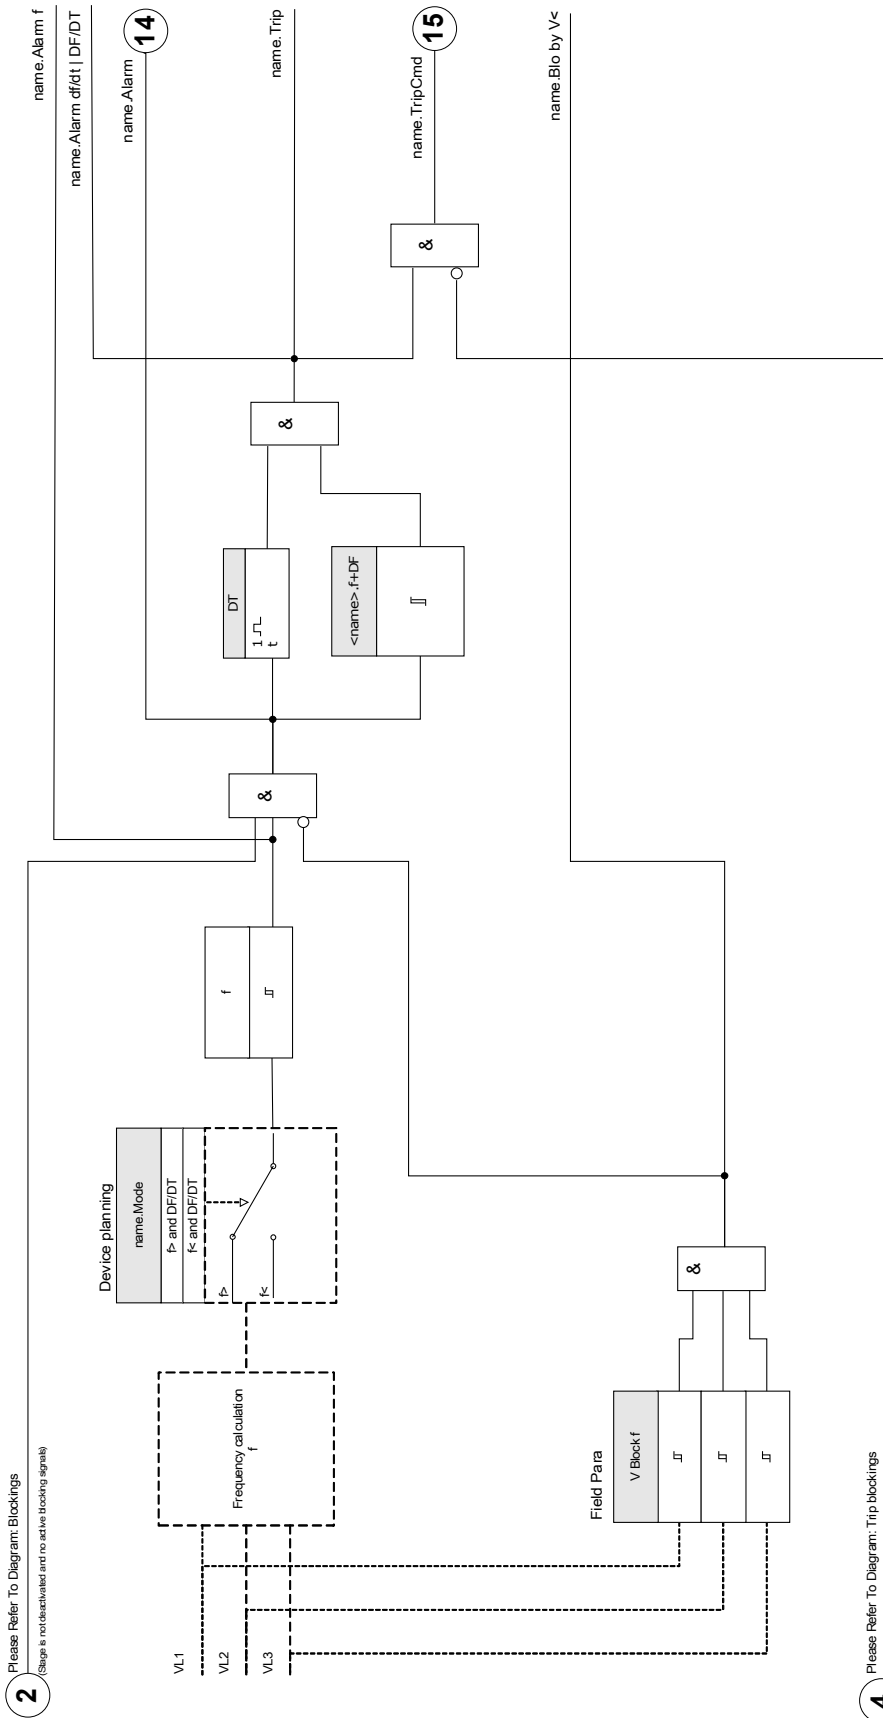 2
Please Refer To Diagram: Blockings
(Stage is not deactivated and no active blocking signals)
VL1
VL2
VL3
Frequency calculation
f
Device planning
name.Mode
f> and DF/DT
f< and DF/DT
f>
f<
f
&
DT
1
t
<name>.f+DF
&
&
name.Alarm f
name.Alarm df/dt | DF/DT
name.Alarm
14
name.Trip
name.TripCmd
15
name.Blo by V<
Field Para
V Block f
&
4
Please Refer To Diagram: Trip blockings